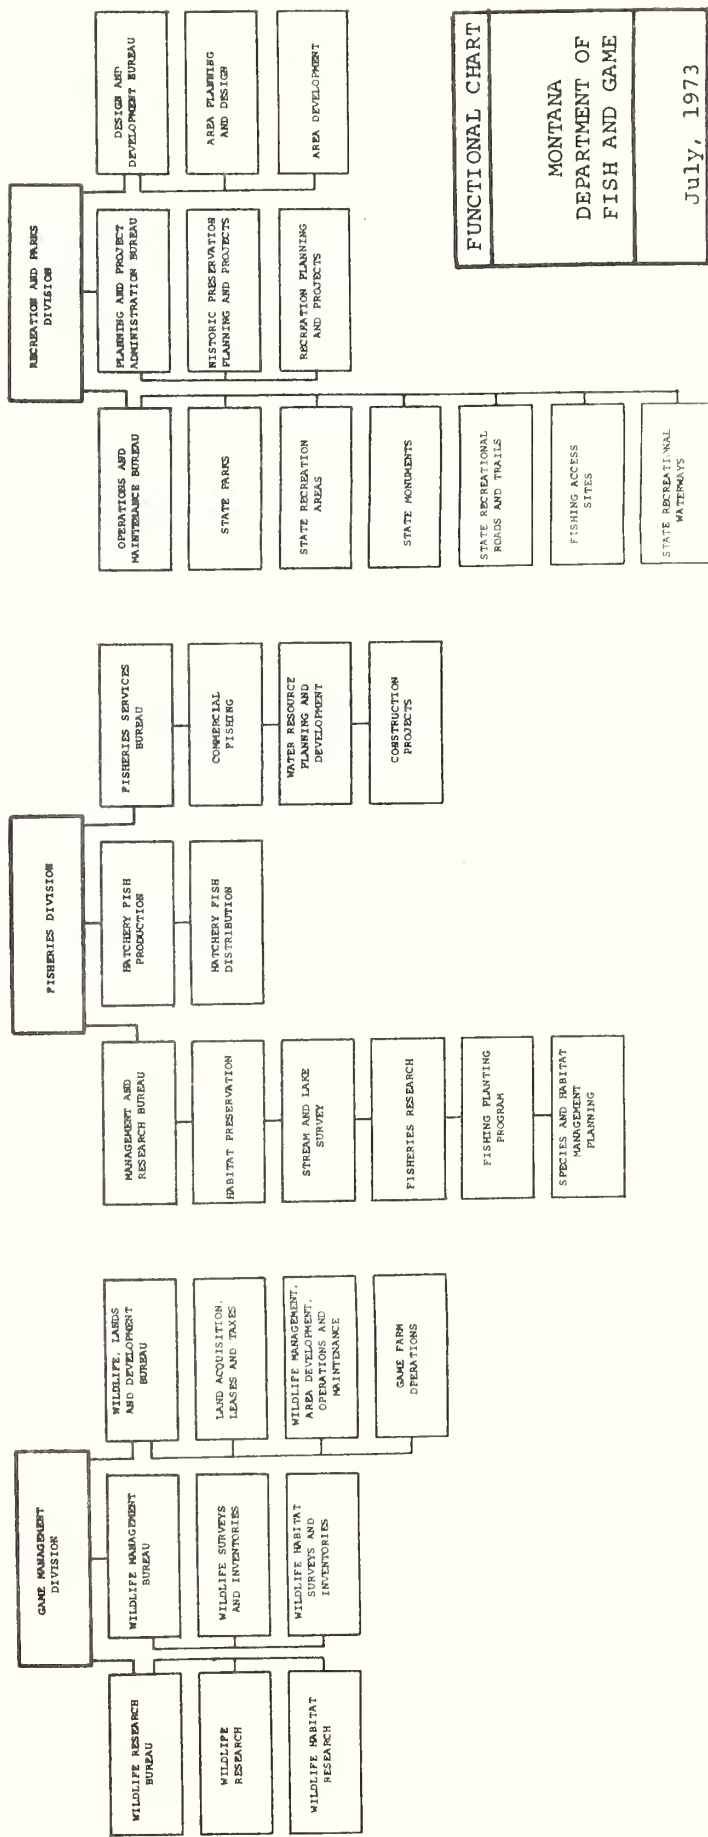 GAME MANAGEMENT
DIVISION
WILDLIFE RESEARCH
BUREAU
WILDLIFE
RESEARCH
WILDLIFE HABITAT
RESEARCH
WILDLIFE MANAGEMENT
BUREAU
WILDLIFE SURVEYS
AND INVENTORIES
WILDLIFE HABITAT
SURVEYS AND
INVENTORIES
WILDLIFE, LANDS
AND DEVELOPMENT
BUREAU
LAND ACQUISITION,
LEASES AND TAXES
WILDLIFE MANAGEMENT,
AREA DEVELOPMENT,
OPERATIONS AND
MAINTENANCE
GAME FARM
OPERATIONS
FISHERIES DIVISION
MANAGEMENT AND
RESEARCH BUREAU
HABITAT PRESERVATION
STREAM AND LAKE
SURVEY
FISHERIES RESEARCH
FISHING PLANTING
PROGRAM
SPECIES AND HABITAT
MANAGEMENT
PLANNING
HATCHERY FISH
PRODUCTION
HATCHERY FISH
DISTRIBUTION
FISHERIES SERVICES
BUREAU
COMMERCIAL
FISHING
WATER RESOURCE
PLANNING AND
DEVELOPMENT
CONSTRUCTION
PROJECTS
RECREATION AND PARKS
DIVISION
OPERATIONS AND
MAINTENANCE BUREAU
STATE PARKS
STATE RECREATION
AREAS
STATE MONUMENTS
STATE RECREATIONAL
ROADS AND TRAILS
FISHING ACCESS
SITES
STATE RECREATIONAL
WATERWAYS
PLANNING AND PROJECT
ADMINISTRATION BUREAU
HISTORIC PRESERVATION
PLANNING AND PROJECTS
RECREATION PLANNING
AND PROJECTS
DESIGN AND
DEVELOPMENT BUREAU
AREA PLANNING
AND DESIGN
AREA DEVELOPMENT
FUNCTIONAL CHART
MONTANA
DEPARTMENT OF
FISH AND GAME
July, 1973